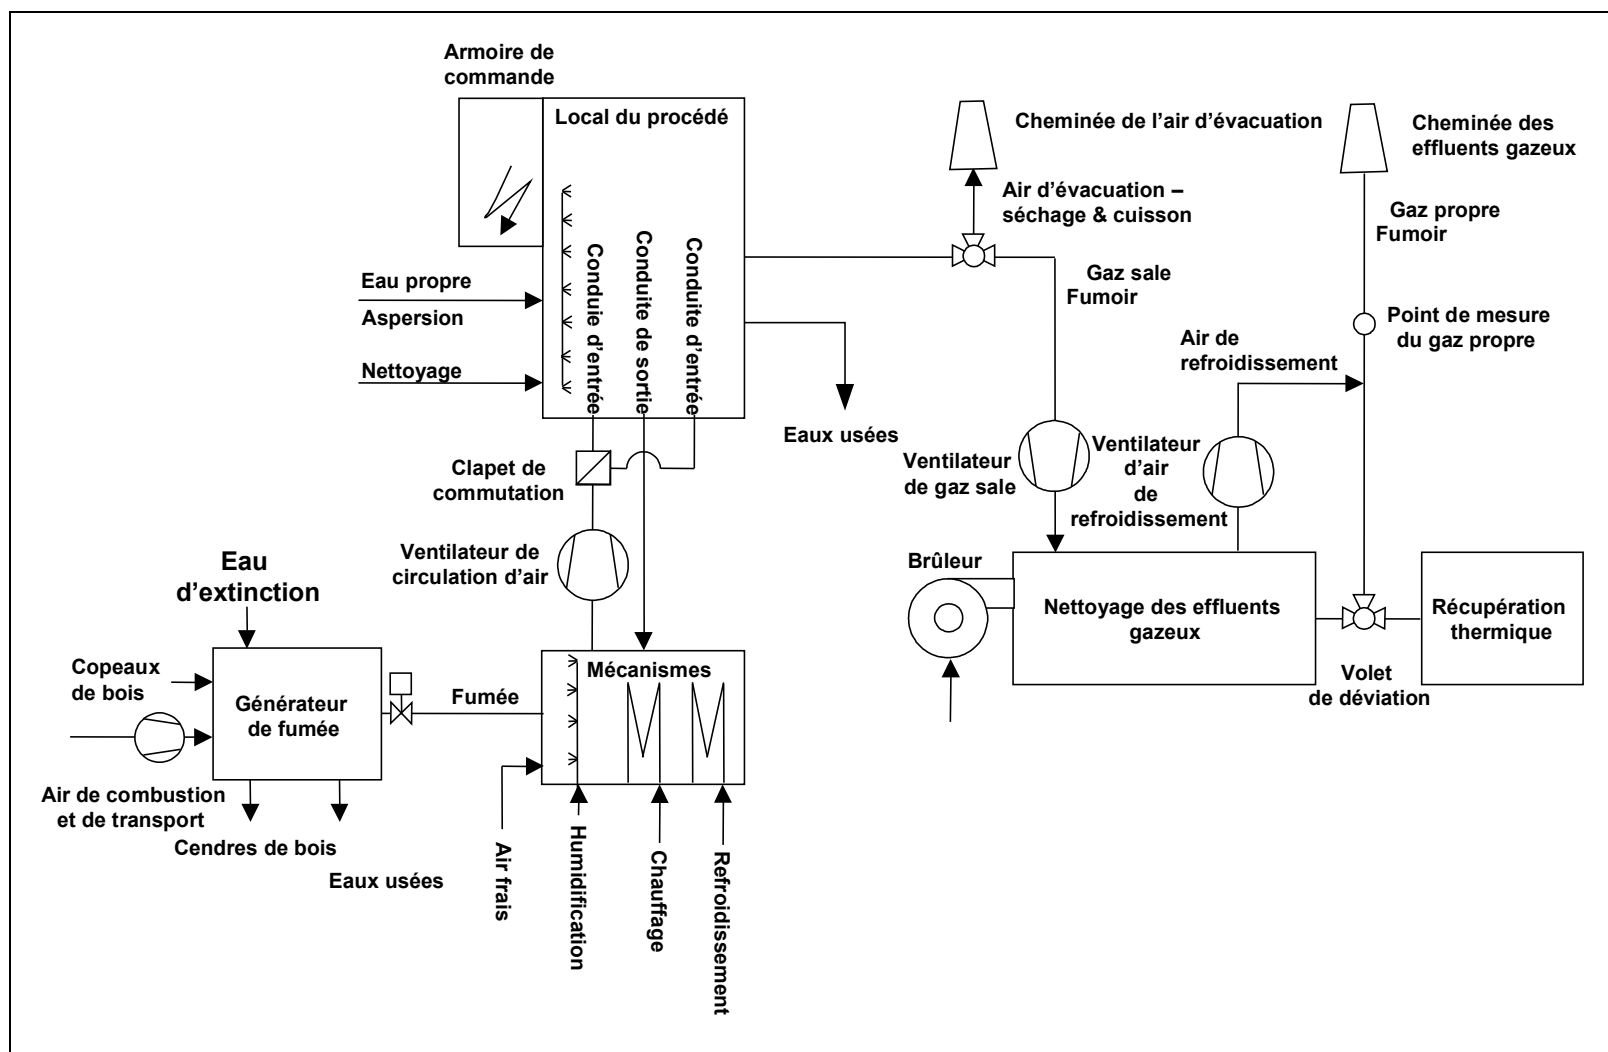 Armoire de
commande
Local du procédé
Cheminée de l’air d’évacuation
Cheminée des
effluents gazeux
Air d’évacuation –
séchage & cuisson
Gaz propre
Fumoir
Conduie d’entrée
Conduite de sortie
Conduite d’entrée
Eau propre
Aspersion
Nettoyage
Gaz sale
Fumoir
Point de mesure
du gaz propre
Air de
refroidissement
Eaux usées
Clapet de
commutation
Ventilateur
de gaz sale
Ventilateur
d’air
de
refroidissement
Ventilateur de
circulation d’air
Eau
d’extinction
Brûleur
Nettoyage des effluents
gazeux
Récupération
thermique
Volet
de déviation
Copeaux
de bois
Générateur
de fumée
Fumée
Mécanismes
Air de combustion
et de transport
Cendres de bois
Eaux usées
Air frais
Humidification
Chauffage
Refroidissement